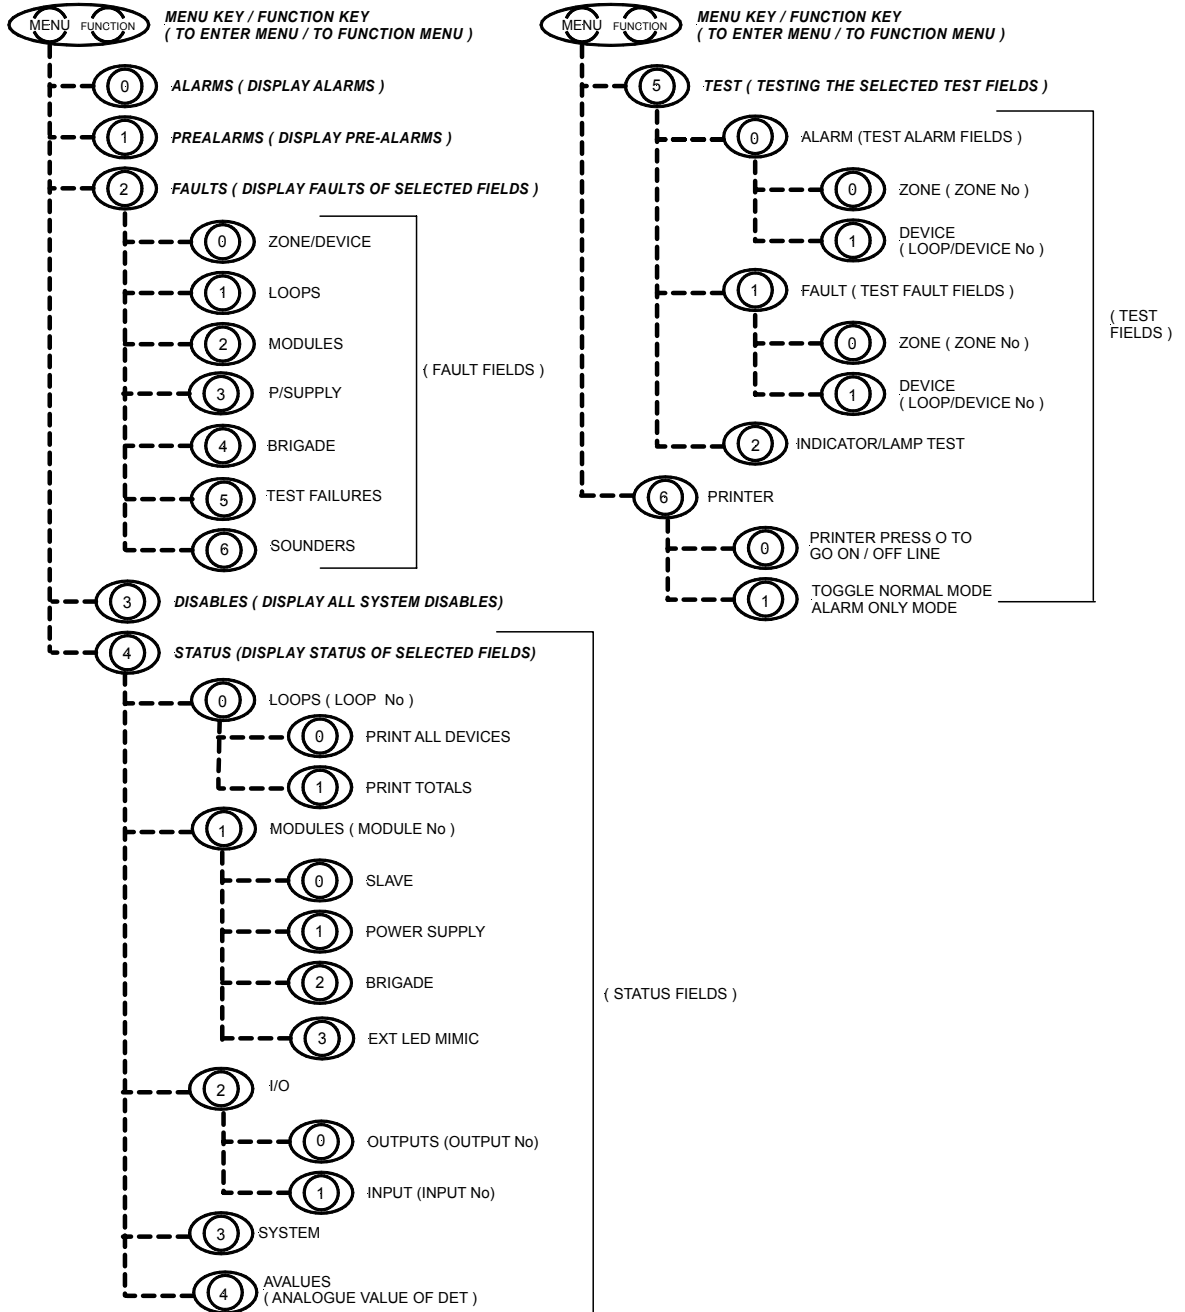 MENU FUNCTION
MENU KEY / FUNCTION KEY
( TO ENTER MENU / TO FUNCTION MENU )
0 ALARMS ( DISPLAY ALARMS )
1 PREALARMS ( DISPLAY PRE-ALARMS )
2 FAULTS ( DISPLAY FAULTS OF SELECTED FIELDS )
0 ZONE/DEVICE
1 LOOPS
2 MODULES
3 P/SUPPLY
4 BRIGADE
5 TEST FAILURES
6 SOUNDERS
( FAULT FIELDS )
3 DISABLES ( DISPLAY ALL SYSTEM DISABLES)
4 STATUS (DISPLAY STATUS OF SELECTED FIELDS)
0 LOOPS ( LOOP No )
0 PRINT ALL DEVICES
1 PRINT TOTALS
1 MODULES ( MODULE No )
0 SLAVE
1 POWER SUPPLY
2 BRIGADE
3 EXT LED MIMIC
2 I/O
0 OUTPUTS (OUTPUT No)
1 INPUT (INPUT No)
3 SYSTEM
4 AVALUES
( ANALOGUE VALUE OF DET )
( STATUS FIELDS )
MENU FUNCTION
MENU KEY / FUNCTION KEY
( TO ENTER MENU / TO FUNCTION MENU )
5 TEST ( TESTING THE SELECTED TEST FIELDS )
0 ALARM (TEST ALARM FIELDS )
0 ZONE ( ZONE No )
1 DEVICE
( LOOP/DEVICE No )
1 FAULT ( TEST FAULT FIELDS )
0 ZONE ( ZONE No )
1 DEVICE
( LOOP/DEVICE No )
2 INDICATOR/LAMP TEST
6 PRINTER
0 PRINTER PRESS O TO
GO ON / OFF LINE
1 TOGGLE NORMAL MODE
ALARM ONLY MODE
( TEST
FIELDS )